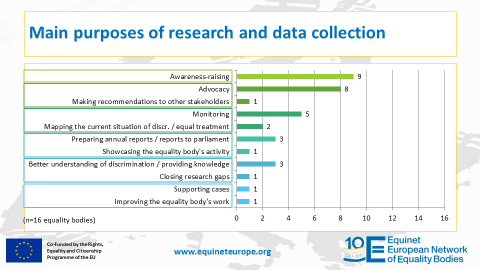 Main purposes of research and data collection
Awareness-raising 9
Advocacy 8
Making recommendations to other stakeholders 1
Monitoring 5
Mapping the current situation of discr. / equal treatment 2
Preparing annual reports / reports to parliament 3
Showcasing the equality body's activity 1
Better understanding of discrimination / providing knowledge 3
Closing research gaps 1
Supporting cases 1
Improving the equality body's work 1
0 2 4 6 8 10 12 14 16
(n=16 equality bodies)
Co-Funded by the Rights,
Equality and Citizenship
Programme of the EU
www.equineteurope.org
10
Equinet
European Network
of Equality Bodies